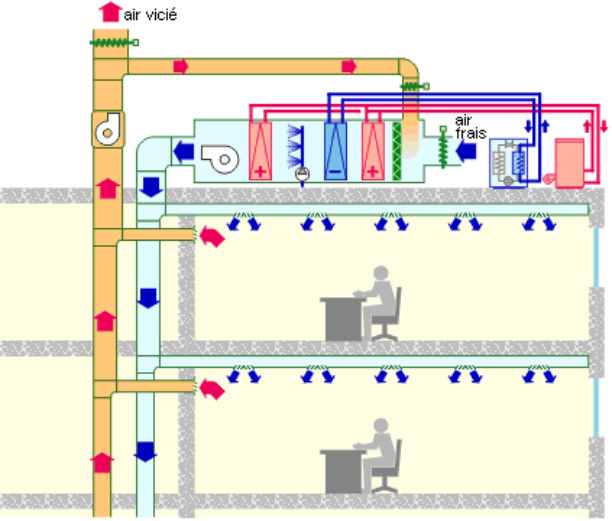 air vicié
air
frais
+
−
+